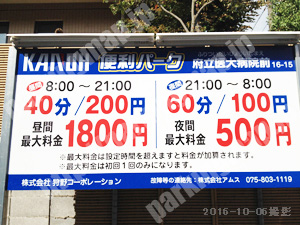 KANOH 便利パーク 府立医大病院前 16-15
昼間 8:00 ～ 21:00 夜間 21:00 ～ 8:00
40分/200円 60分/100円
昼間最大料金 1800円 夜間最大料金 500円
※最大料金は設定時間を超えますと料金が加算されます。
※最大料金は初回1回のみになります。
株式会社 狩野コーポレーション 故障等の連絡先：株式会社アムス 075-803-1119
2016-10-06撮影